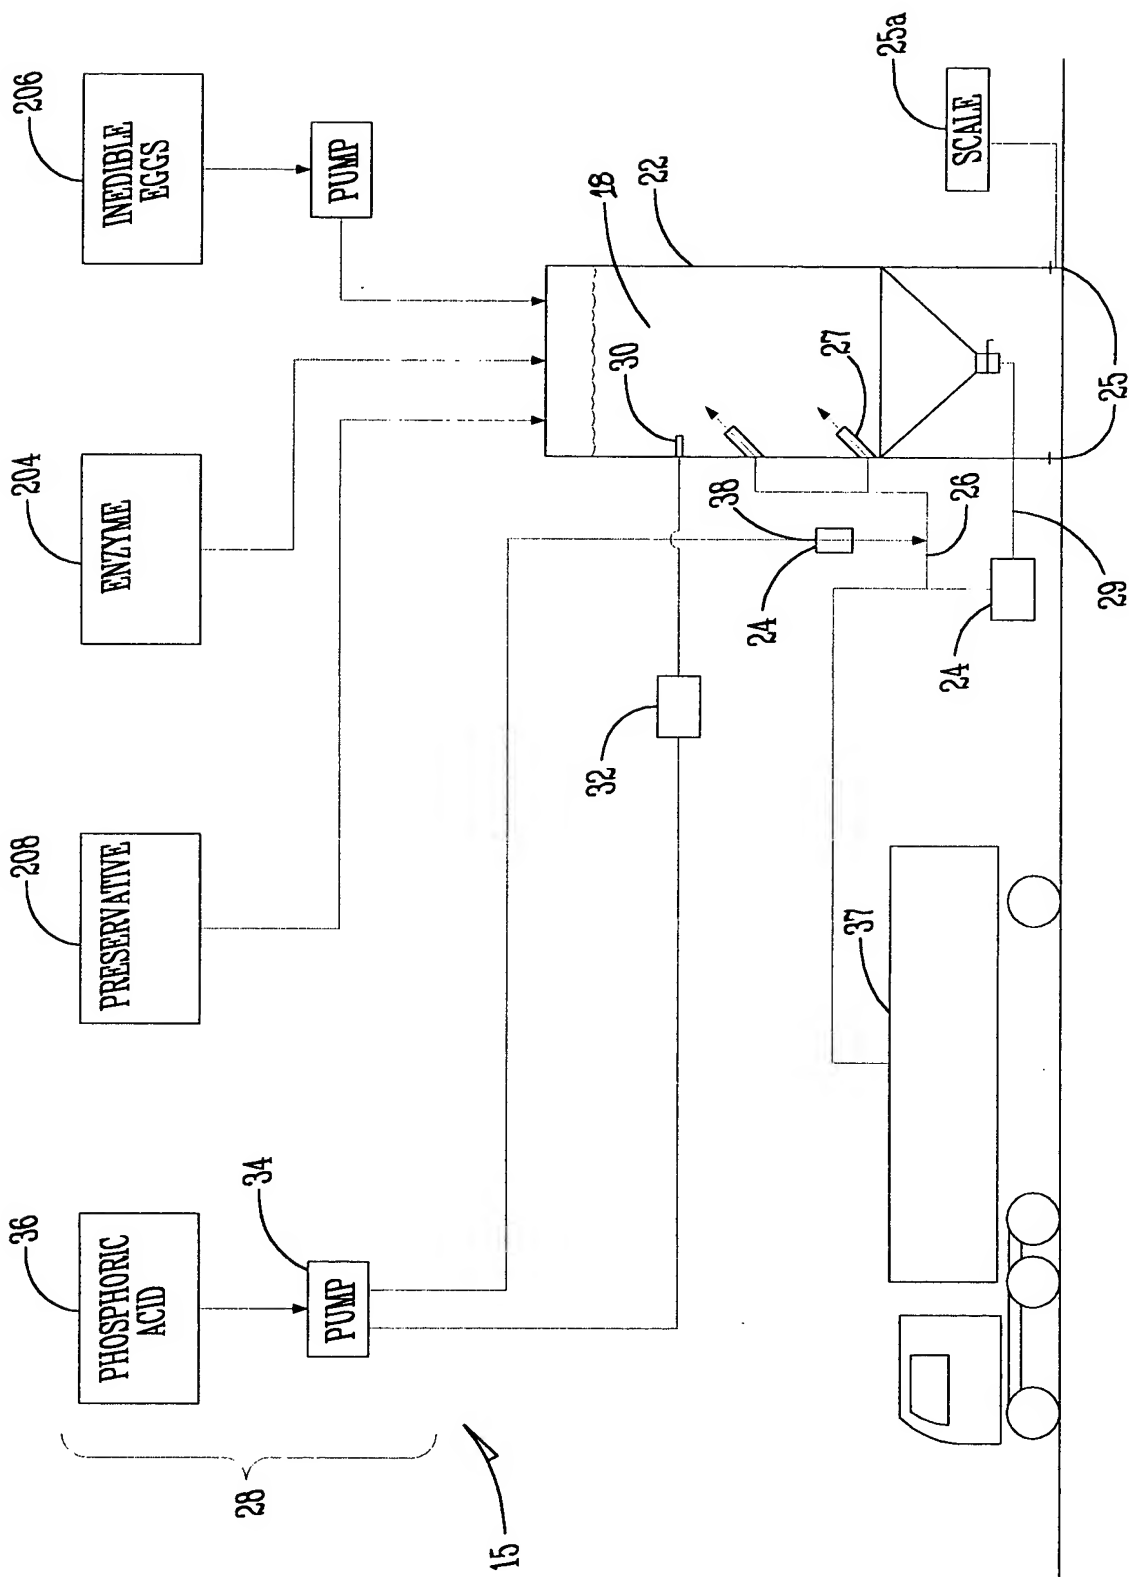 36
208
204
206
PHOSPHORIC
ACID
PRESERVATIVE
ENZYME
INEDIBLE
EGGS
28
34
PUMP
PUMP
15
32
30
18
22
24
38
27
37
24
26
SCALE
25a
29
25